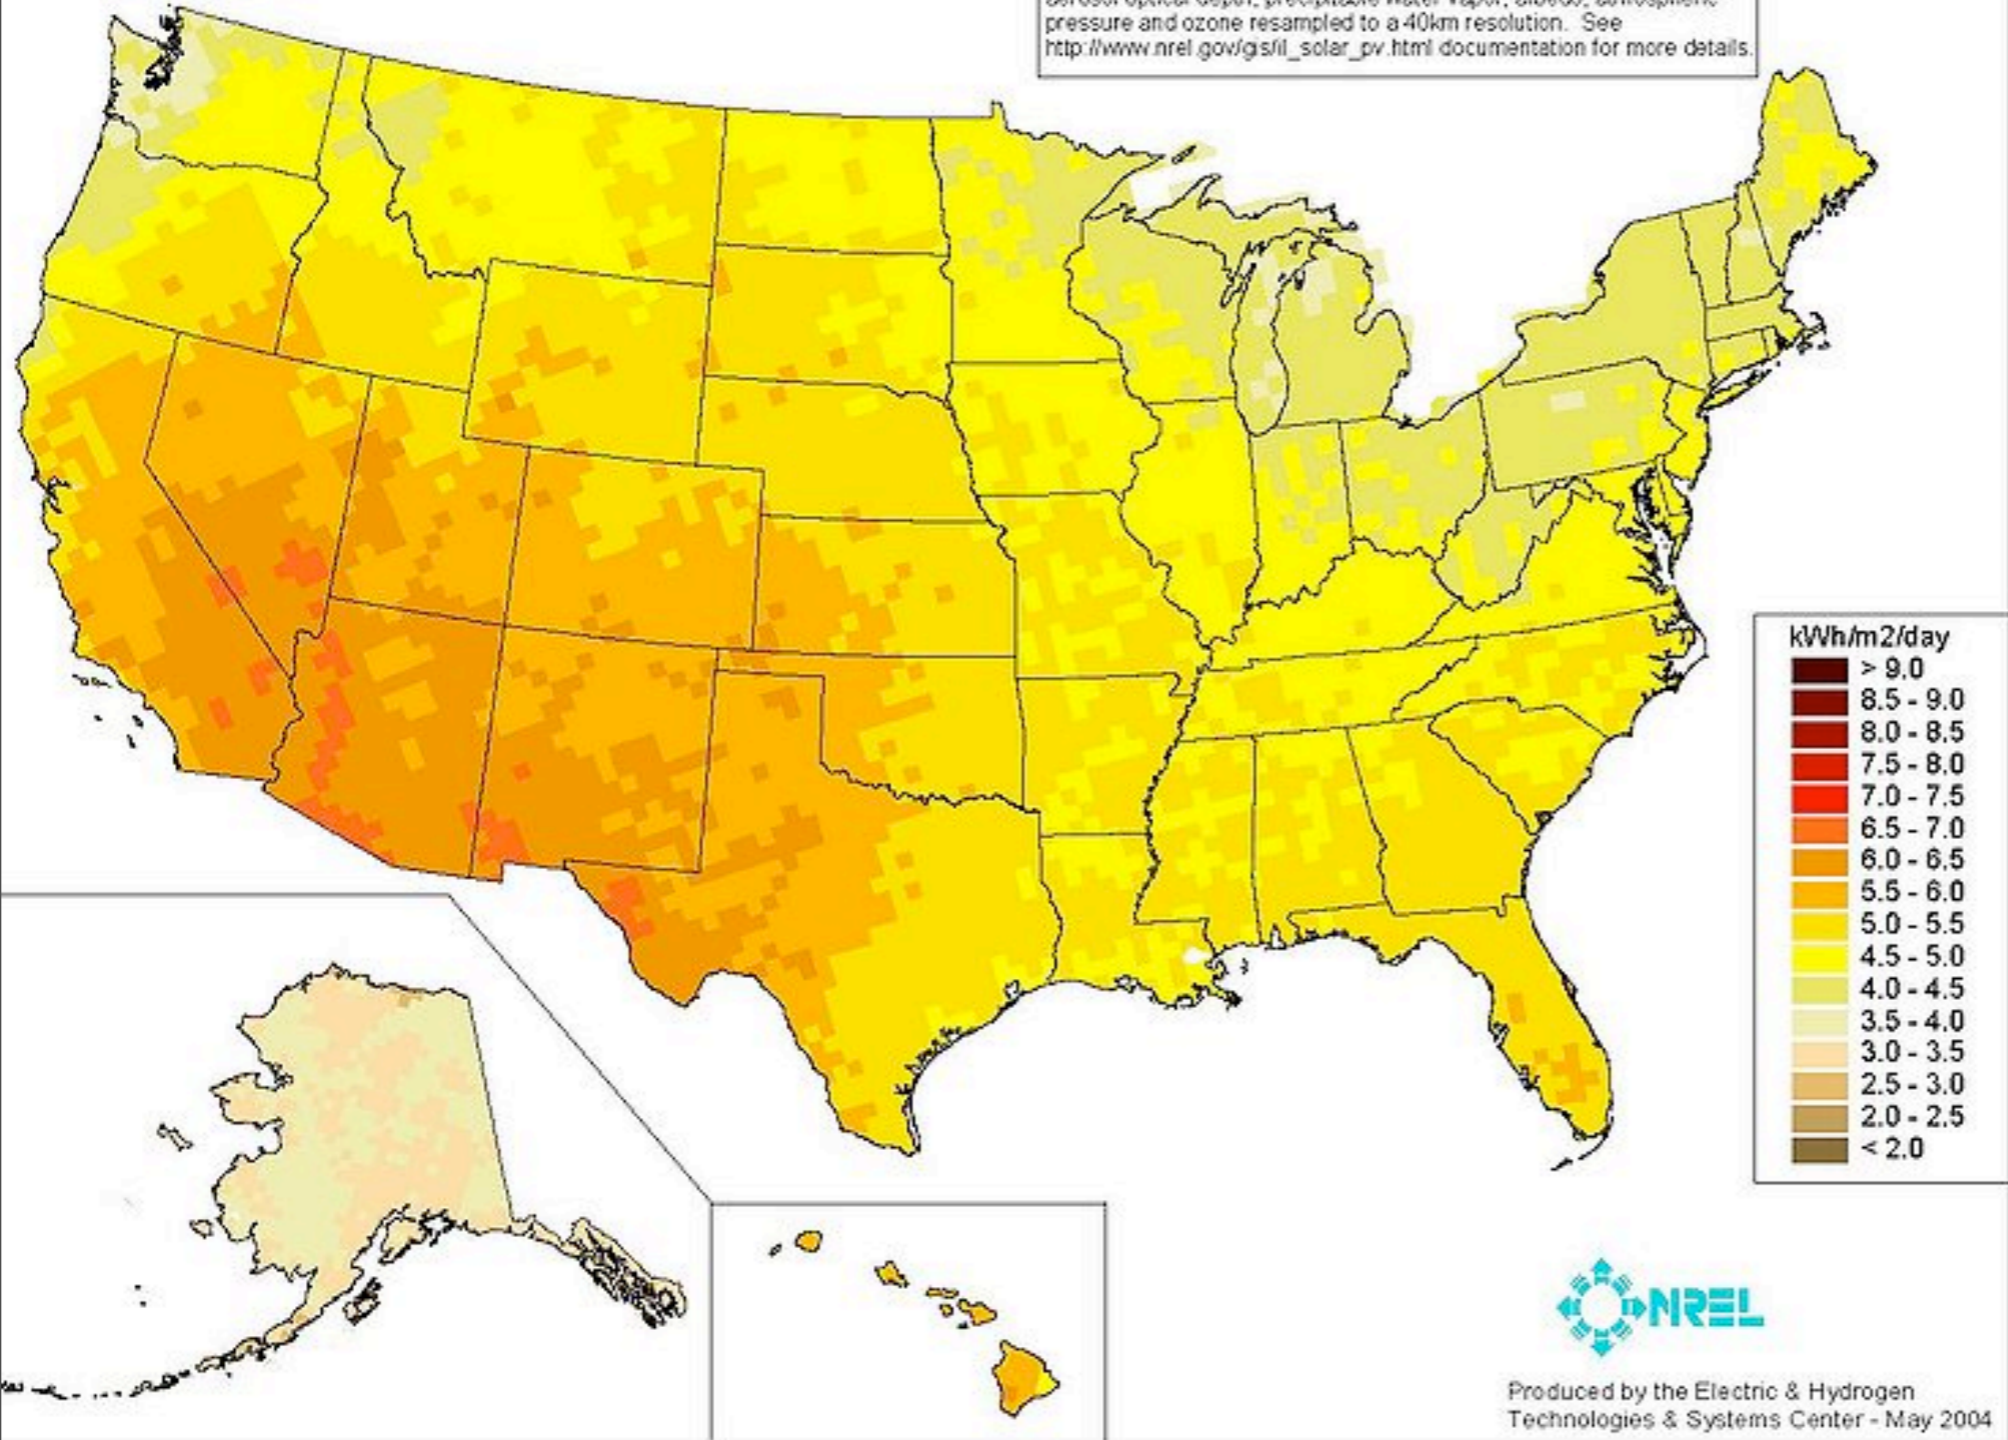 pressure and ozone resampled to a 40km resolution. See
http://www.nrel.gov/gis/il_solar_pv.html documentation for more details.
kWh/m2/day
> 9.0
8.5 - 9.0
8.0 - 8.5
7.5 - 8.0
7.0 - 7.5
6.5 - 7.0
6.0 - 6.5
5.5 - 6.0
5.0 - 5.5
4.5 - 5.0
4.0 - 4.5
3.5 - 4.0
3.0 - 3.5
2.5 - 3.0
2.0 - 2.5
< 2.0
NREL
Produced by the Electric & Hydrogen
Technologies & Systems Center - May 2004